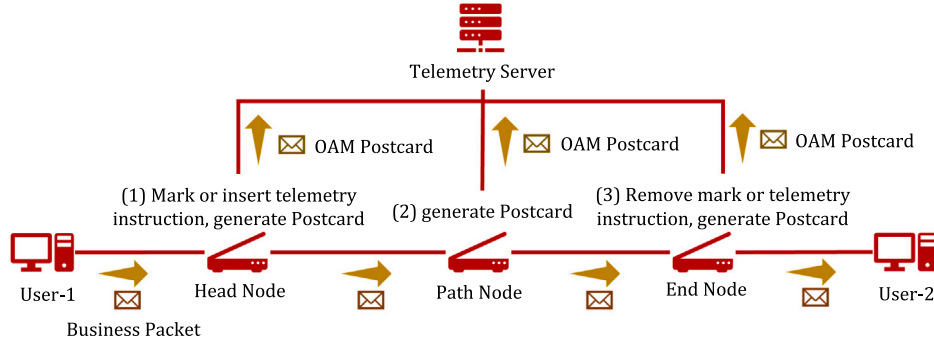 Telemetry Server
OAM Postcard
OAM Postcard
OAM Postcard
(1) Mark or insert telemetry
instruction, generate Postcard
(2) generate Postcard
(3) Remove mark or telemetry
instruction, generate Postcard
User-1
Head Node
Path Node
End Node
User-2
Business Packet